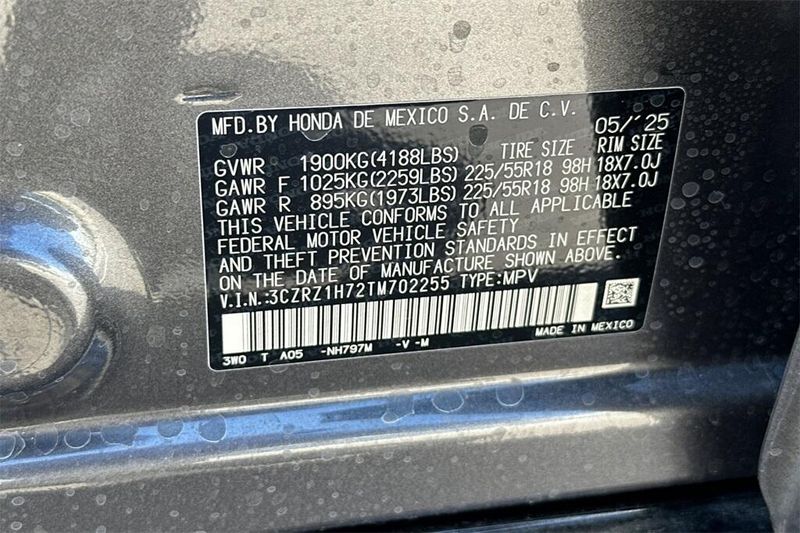 MFD.BY HONDA DE MEXICO S.A. DE C.V. 05/'25
GVWR 1900KG(4188LBS) TIRE SIZE RIM SIZE
GAWR F 1025KG(2259LBS) 225/55R18 98H 18X7.0J
GAWR R 895KG(1973LBS) 225/55R18 98H 18X7.0J
THIS VEHICLE CONFORMS TO ALL APPLICABLE
FEDERAL MOTOR VEHICLE SAFETY
AND THEFT PREVENTION STANDARDS IN EFFECT
ON THE DATE OF MANUFACTURE SHOWN ABOVE.
V.I.N.:3CZRZ1H72TM702255 TYPE:MPV
MADE IN MEXICO
3W0 T A05 -NH797M -V -M